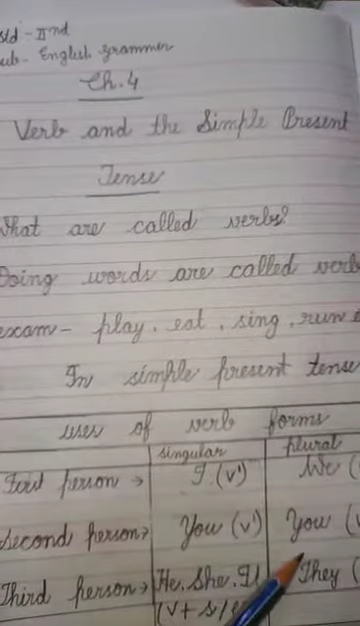 std - IInd
sub- English grammer
Ch.4
Verb and the Simple Present
Tense
What are called verbs?
Doing words are called verb
exam- play, eat, sing, run
In simple present tense
uses of verb forms
singular plural
First person → I (v') We (
Second person→ You (v') You (v
Third person→ He, She, It They (
(v+s/e